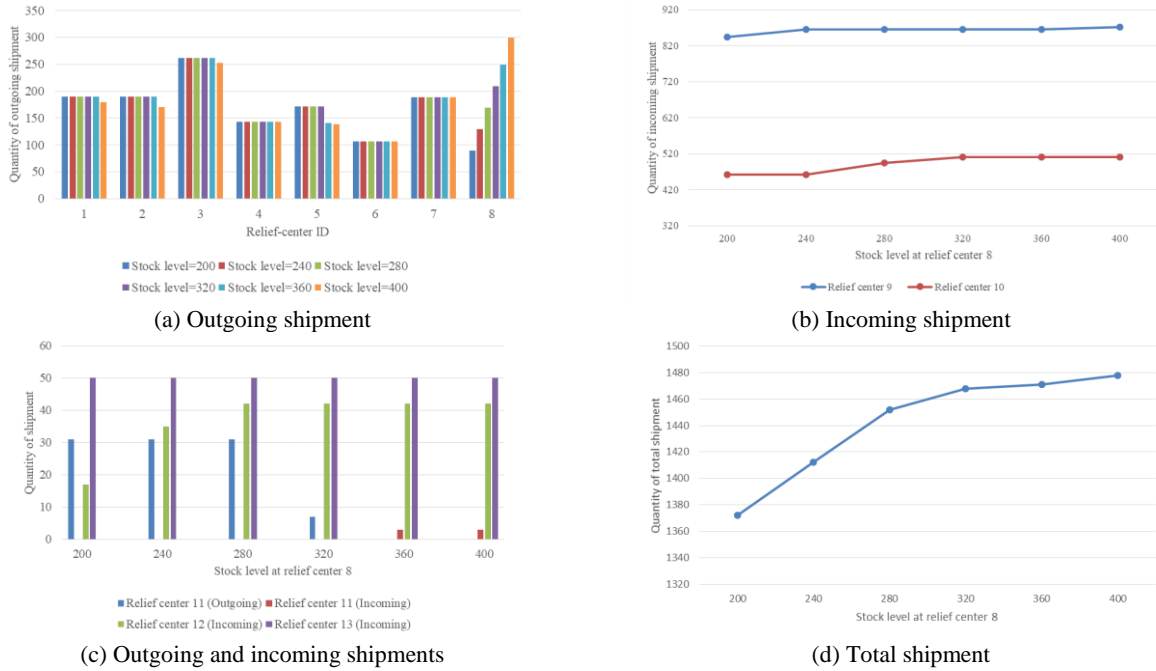 350
300
250
200
150
100
50
0
Quantity of outgoing shipment
1 2 3 4 5 6 7 8
Relief-center ID
Stock level=200 Stock level=240 Stock level=280
Stock level=320 Stock level=360 Stock level=400
(a) Outgoing shipment
920
820
720
620
520
420
320
Quantity of incoming shipment
200 240 280 320 360 400
Stock level at relief center 8
Relief center 9 Relief center 10
(b) Incoming shipment
60
50
40
30
20
10
0
Quantity of shipment
200 240 280 320 360 400
Stock level at relief center 8
Relief center 11 (Outgoing) Relief center 11 (Incoming)
Relief center 12 (Incoming) Relief center 13 (Incoming)
(c) Outgoing and incoming shipments
1500
1480
1460
1440
1420
1400
1380
1360
1340
1320
Quantity of total shipment
200 240 280 320 360 400
Stock level at relief center 8
(d) Total shipment